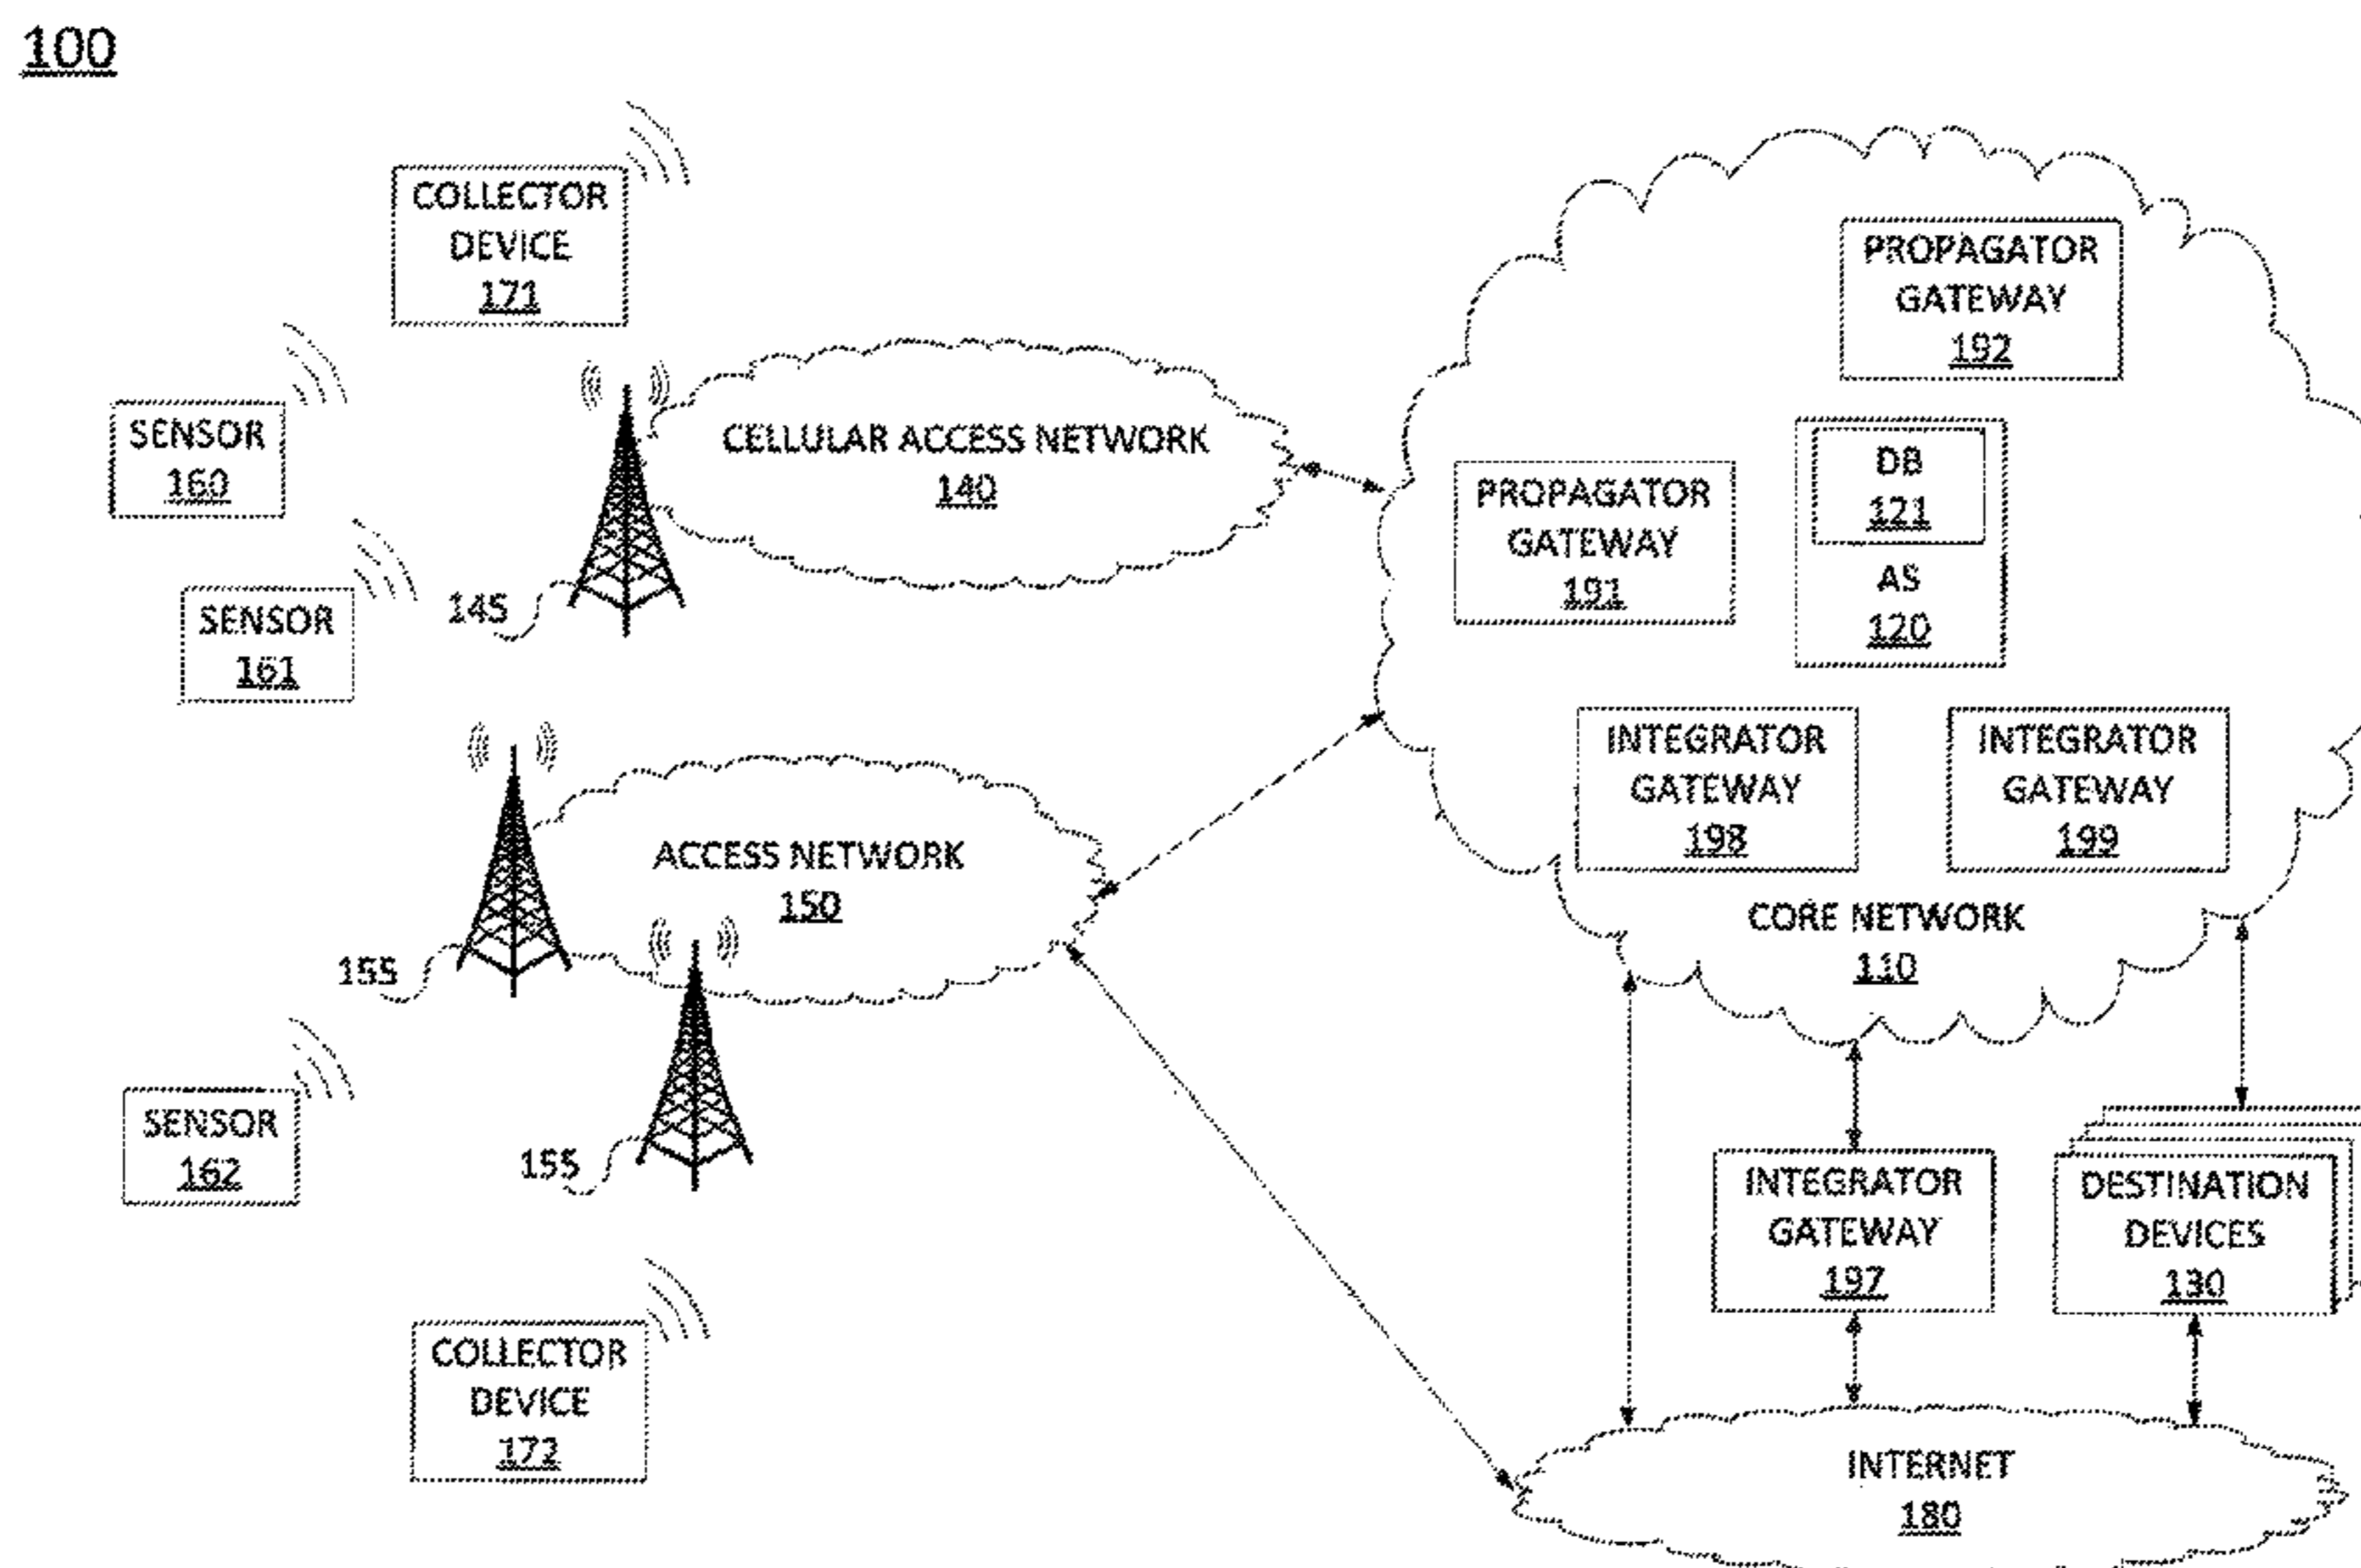 100
COLLECTOR
DEVICE
171
PROPAGATOR
GATEWAY
192
SENSOR
160
CELLULAR ACCESS NETWORK
140
DB
121
AS
120
PROPAGATOR
GATEWAY
191
SENSOR
161
145
INTEGRATOR
GATEWAY
198
INTEGRATOR
GATEWAY
199
ACCESS NETWORK
150
CORE NETWORK
110
155
SENSOR
162
155
INTEGRATOR
GATEWAY
197
DESTINATION
DEVICES
130
COLLECTOR
DEVICE
172
INTERNET
180